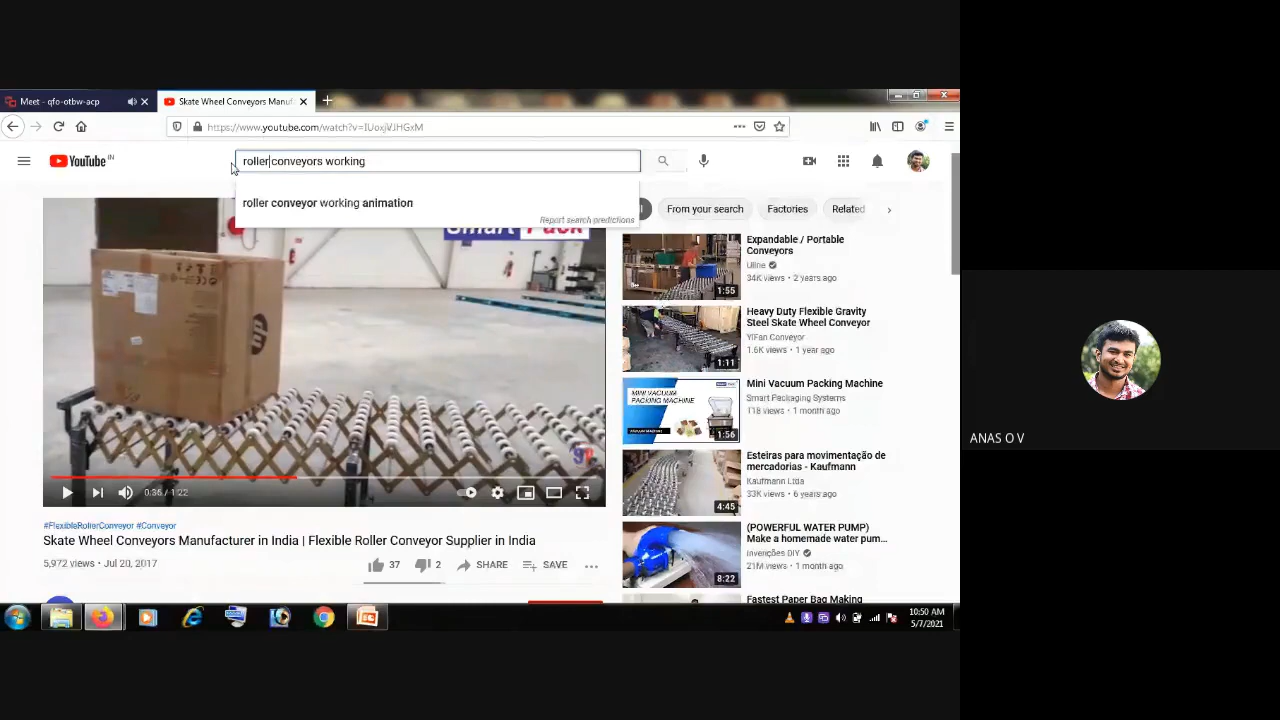 Meet - qfo-otbw-acp
Skate Wheel Conveyors Manuf
https://www.youtube.com/watch?v=1UoxjVJHGxM
YouTube IN
roller conveyors working
roller conveyor working animation
Report search predictions
From your search
Factories
Related
Smart Pack
hp
0:36 / 1:22
#FlexibleRollerConveyor #Conveyor
Skate Wheel Conveyors Manufacturer in India | Flexible Roller Conveyor Supplier in India
5,972 views • Jul 20, 2017
37
2
SHARE
SAVE
Expandable / Portable
Conveyors
Uline
34K views • 2 years ago
1:55
Heavy Duty Flexible Gravity
Steel Skate Wheel Conveyor
YiFan Conveyor
1.6K views • 1 year ago
1:11
Mini Vacuum Packing Machine
Smart Packaging Systems
118 views • 1 month ago
MINI VACUUM
PACKING MACHINE
1:56
Esteiras para movimentação de
mercadorias - Kaufmann
Kaufmann Ltda
33K views • 6 years ago
4:45
(POWERFUL WATER PUMP)
Make a homemade water pum...
Invenções DIY
21M views • 1 month ago
8:22
Fastest Paper Bag Making
10:50 AM
5/7/2021
ANAS O V